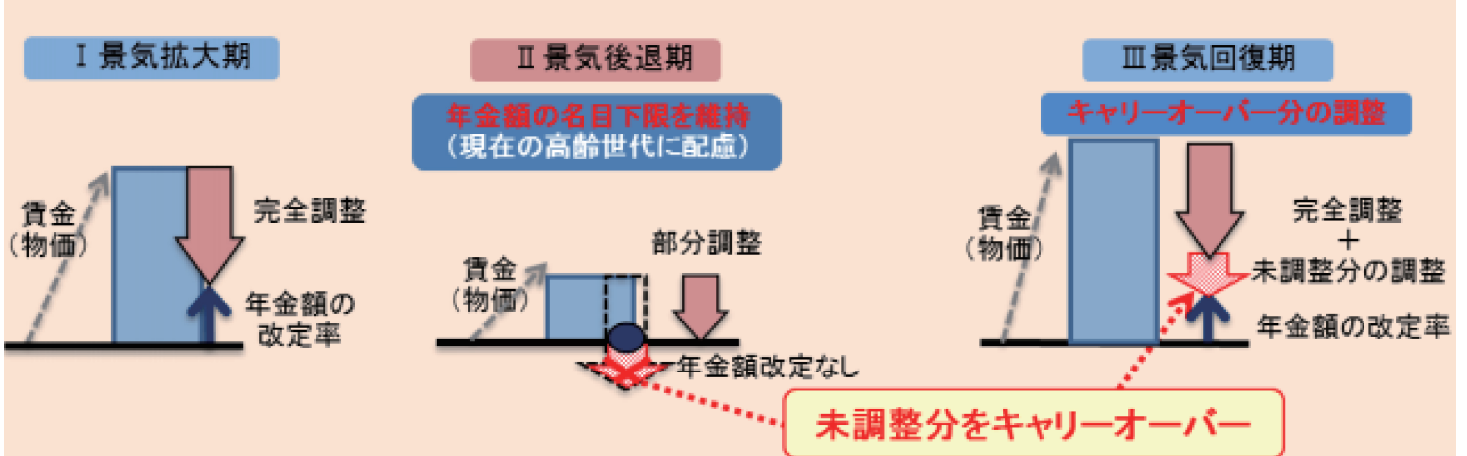 Ⅰ景気拡大期
賃金
(物価)
完全調整
年金額の
改定率
Ⅱ景気後退期
年金額の名目下限を維持
(現在の高齢世代に配慮)
賃金
(物価)
部分調整
年金額改定なし
Ⅲ景気回復期
キャリーオーバー分の調整
賃金
(物価)
完全調整
+
未調整分の調整
年金額の改定率
未調整分をキャリーオーバー